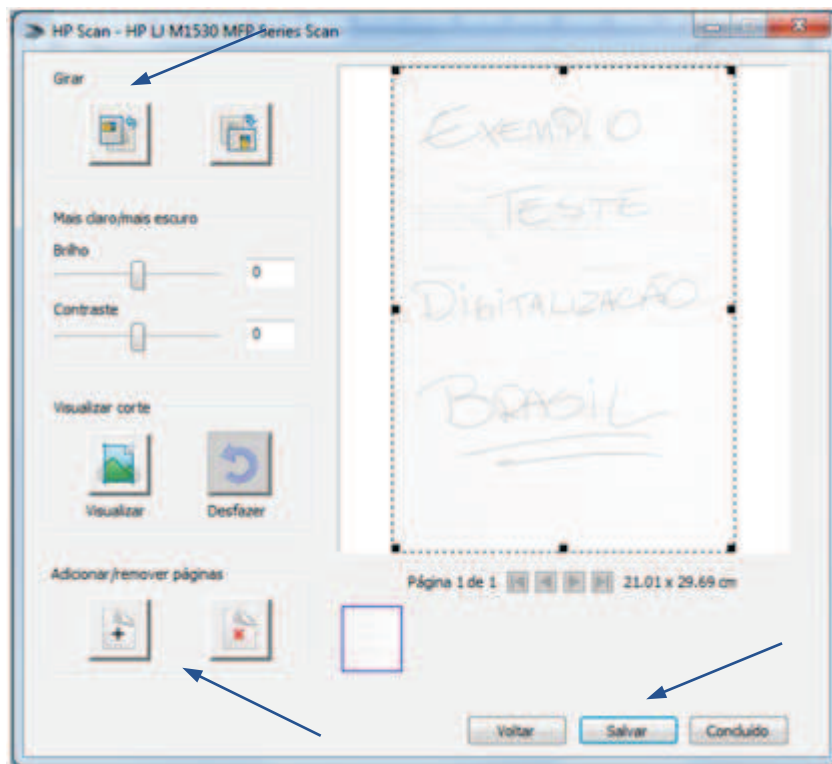 HP Scan - HP LJ M1530 MFP Series Scan
Girar
Mais claro/mais escuro
Brilho
0
Contraste
0
Visualizar corte
Visualizar
Desfazer
Adicionar/remover páginas
EXEMPLO
TESTE
DIGITALIZAÇÃO
BRASIL
Página 1 de 1
21.01 x 29.69 cm
Voltar
Salvar
Concluído